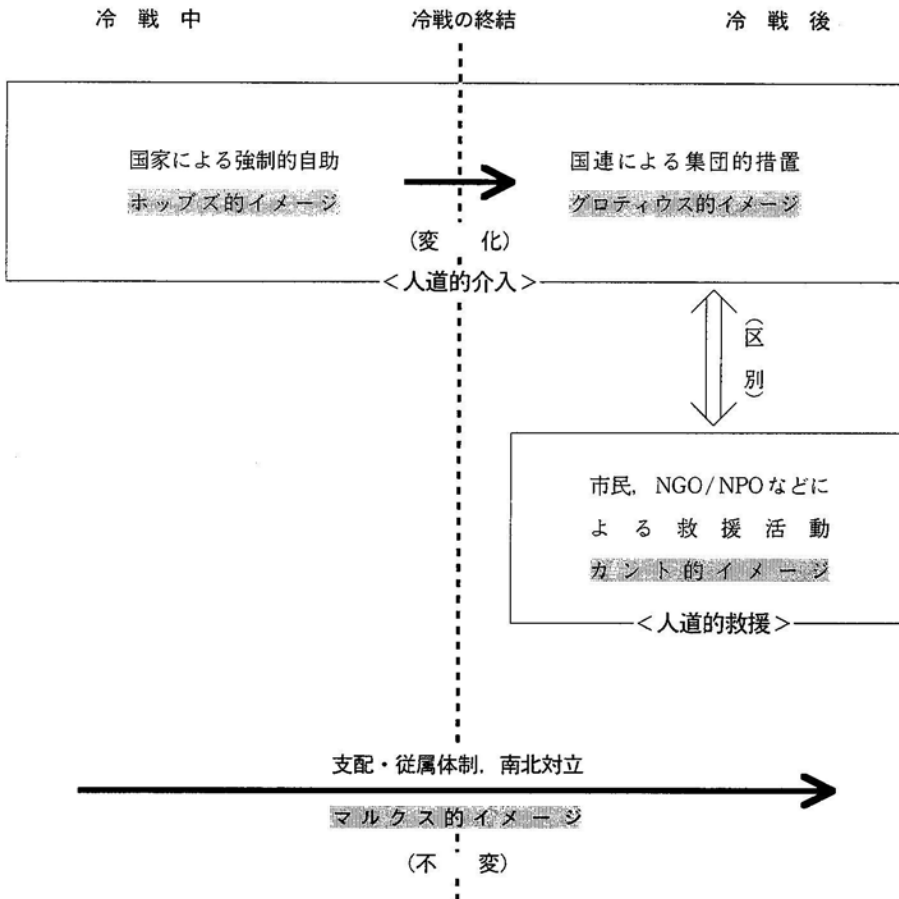 冷戦中
冷戦の終結
冷戦後
国家による強制的自助
ホッブズ的イメージ
(変化)
国連による集団的措置
グロティウス的イメージ
<人道的介入>
(区別)
市民，NGO/NPOなどに
よる救援活動
カント的イメージ
<人道的救援>
支配・従属体制，南北対立
マルクス的イメージ
(不変)